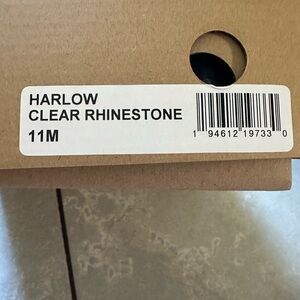 HARLOW
CLEAR RHINESTONE
11M
1 94612 19733 0